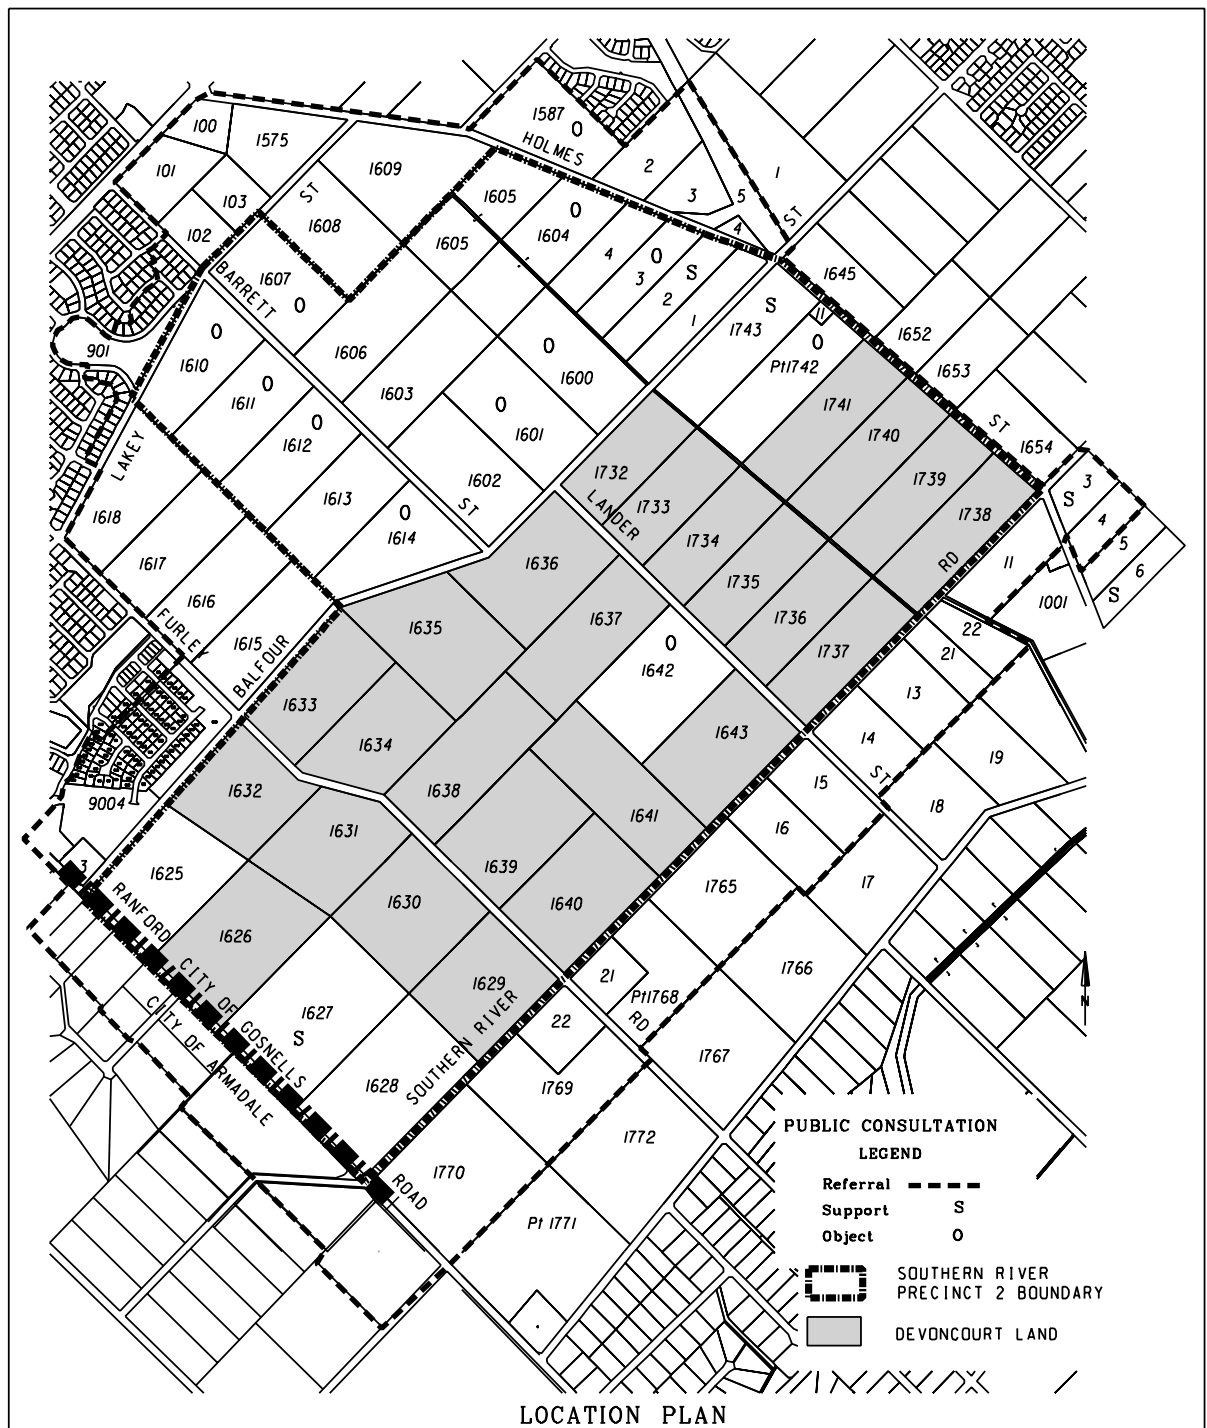 100
1575
101
103
102
1609
1608
ST
1587
O
HOLMES
2
3
5
1
4
ST
1605
1605
O
1604
4
O
3
S
2
1
1645
1607
O
BARRETT
S
1743
11
O
Pt1742
1652
1653
ST
1654
901
O
1610
O
1611
O
1612
1606
1603
O
1600
O
1601
1602
ST
1741
1740
1739
1738
RD
3
S
4
5
6
S
11
1001
LAKEY
1618
1617
1616
1615
1613
O
1614
1732
1733
LANDER
1734
1735
1736
1737
1636
1637
O
1642
1635
FURLE
BALFOUR
1633
1634
1643
22
21
13
14
ST
19
15
18
16
17
9004
3
1632
1631
1638
1641
1639
1640
1630
1629
1625
1626
1765
1766
21
Pt1768
RD
22
1767
RANFORD
CITY OF GOSNELLS
CITY OF ARMADALE
1627
S
1628
SOUTHERN RIVER
1769
1772
1770
ROAD
Pt 1771
N
PUBLIC CONSULTATION
LEGEND
Referral
Support S
Object O
SOUTHERN RIVER
PRECINCT 2 BOUNDARY
DEVONCOURT LAND
LOCATION PLAN